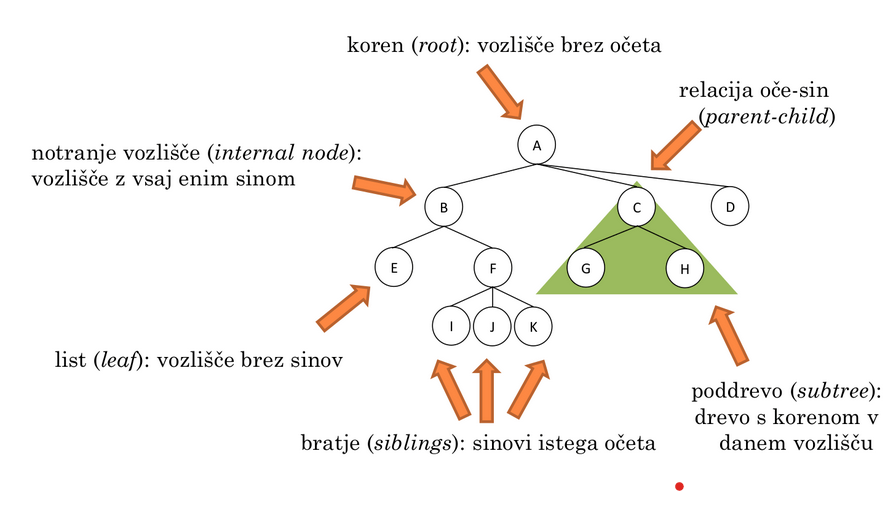 koren (root): vozlišče brez očeta
relacija oče-sin
(parent-child)
notranje vozlišče (internal node):
vozlišče z vsaj enim sinom
A
B
C
D
E
F
G
H
I
J
K
list (leaf): vozlišče brez sinov
poddrevo (subtree):
drevo s korenom v
danem vozlišču
bratje (siblings): sinovi istega očeta